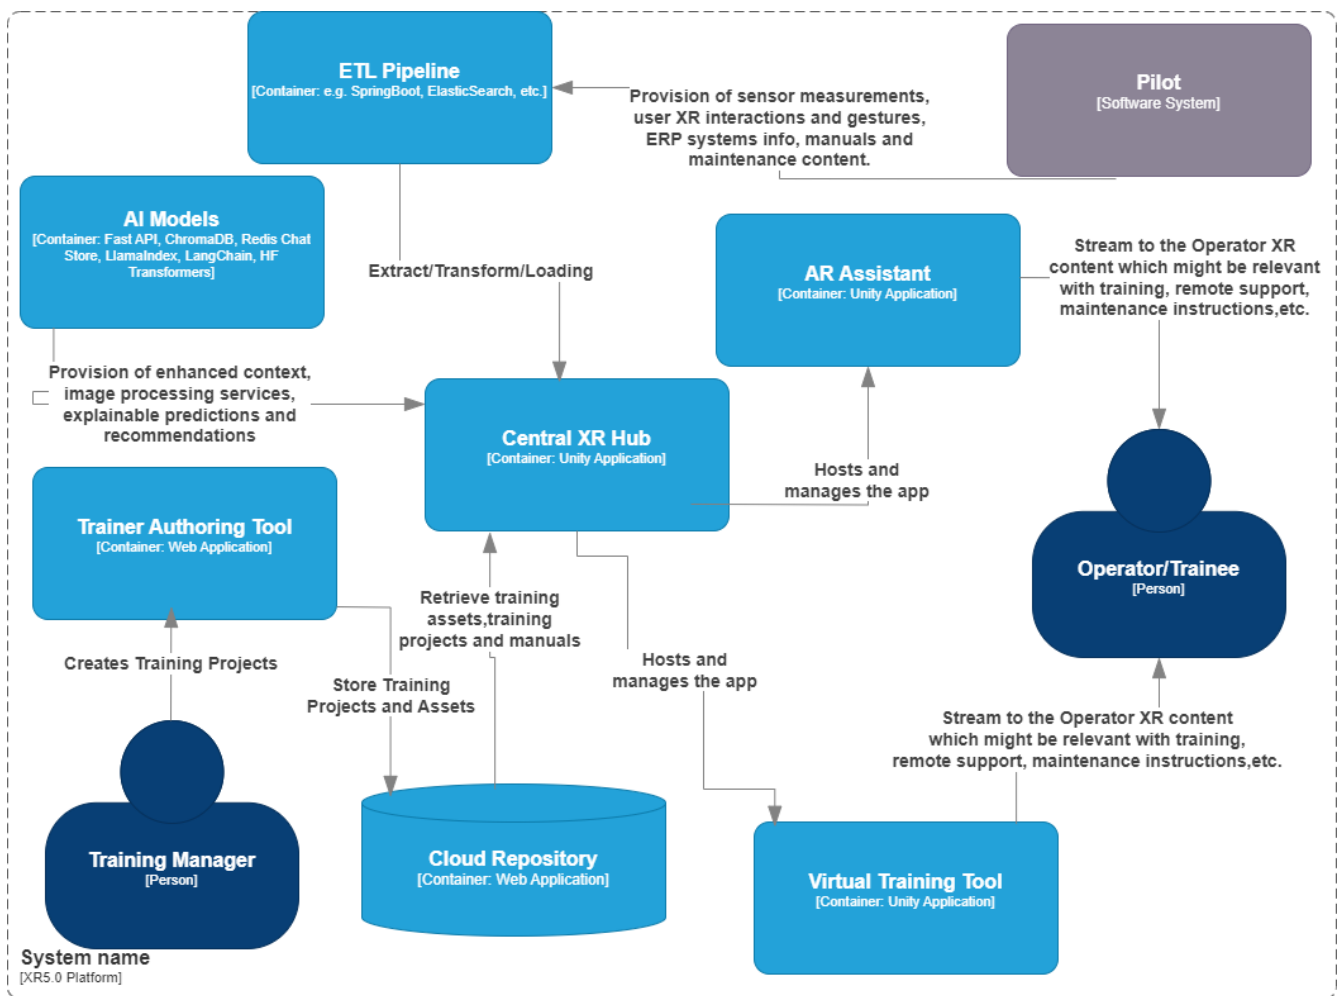 ETL Pipeline
[Container: e.g. SpringBoot, ElasticSearch, etc.]
Provision of sensor measurements,
user XR interactions and gestures,
ERP systems info, manuals and
maintenance content.
Pilot
[Software System]
AI Models
[Container: Fast API, ChromaDB, Redis Chat
Store, LlamaIndex, LangChain, HF
Transformers]
Extract/Transform/Loading
AR Assistant
[Container: Unity Application]
Stream to the Operator XR
content which might be relevant
with training, remote support,
maintenance instructions,etc.
Provision of enhanced context,
image processing services,
explainable predictions and
recommendations
Central XR Hub
[Container: Unity Application]
Hosts and
manages the app
Trainer Authoring Tool
[Container: Web Application]
Operator/Trainee
[Person]
Retrieve training
assets,training
projects and manuals
Creates Training Projects
Hosts and
manages the app
Store Training
Projects and Assets
Stream to the Operator XR content
which might be relevant with training,
remote support, maintenance instructions,etc.
Training Manager
[Person]
Cloud Repository
[Container: Web Application]
Virtual Training Tool
[Container: Unity Application]
System name
[XR5.0 Platform]